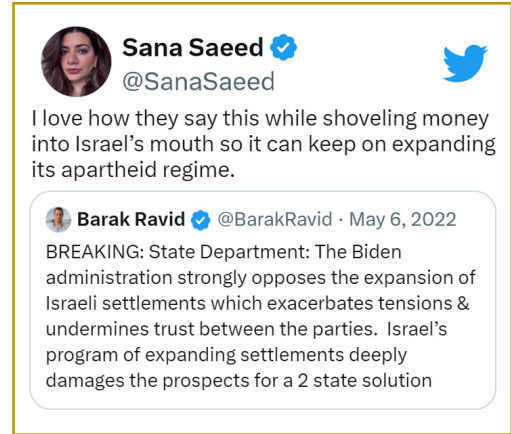 Sana Saeed
@SanaSaeed
I love how they say this while shoveling money
into Israel’s mouth so it can keep on expanding
its apartheid regime.
Barak Ravid @BarakRavid · May 6, 2022
BREAKING: State Department: The Biden
administration strongly opposes the expansion of
Israeli settlements which exacerbates tensions &
undermines trust between the parties.  Israel’s
program of expanding settlements deeply
damages the prospects for a 2 state solution